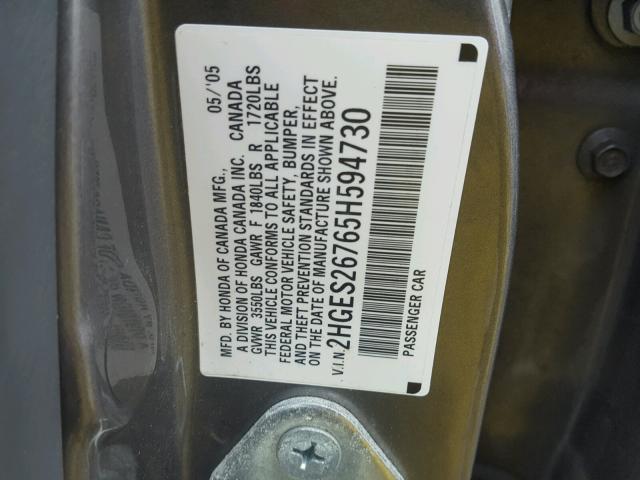 MFD. BY HONDA OF CANADA MFG., 05/'05
A DIVISION OF HONDA CANADA INC. CANADA
GVWR 3550LBS GAWR F 1840LBS R 1720LBS
THIS VEHICLE CONFORMS TO ALL APPLICABLE
FEDERAL MOTOR VEHICLE SAFETY, BUMPER,
AND THEFT PREVENTION STANDARDS IN EFFECT
ON THE DATE OF MANUFACTURE SHOWN ABOVE.
V.I.N. 2HGES26765H594730
PASSENGER CAR